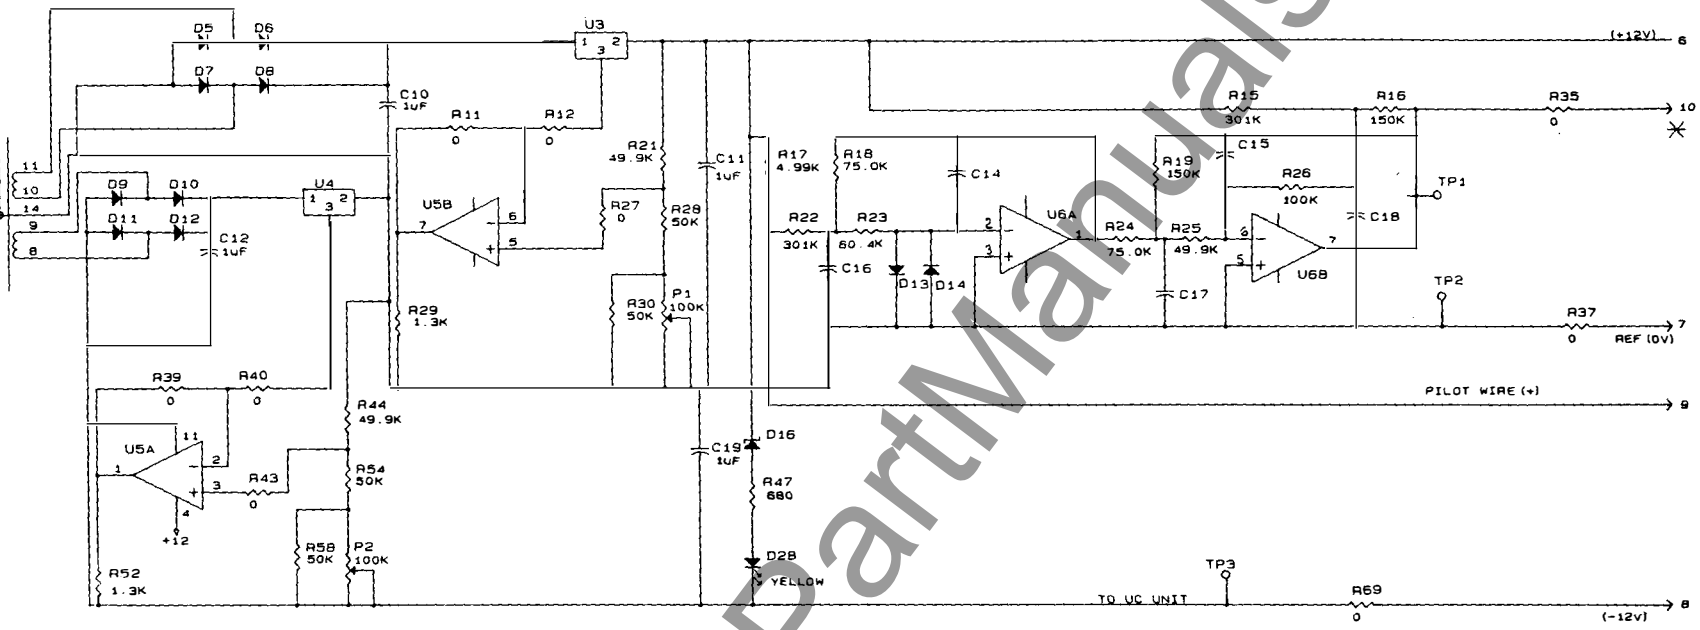 D5
D6
U3
1
2
3
(+12V)
6
D7
D8
C10
1uF
R11
0
R12
0
R15
301K
R16
150K
R35
0
10
R21
49.9K
C11
1uF
R17
4.99K
R18
75.0K
C14
R19
150K
C15
R26
100K
TP1
11
10
14
9
8
D9
D10
U4
1
2
3
D11
D12
C12
1uF
U5B
7
6
5
R27
0
R28
50K
R22
301K
R23
60.4K
2
3
U6A
1
R24
75.0K
R25
49.9K
6
5
7
U6B
C18
C16
D13
D14
C17
TP2
R29
1.3K
R30
50K
P1
100K
R37
0
7
REF (0V)
R39
0
R40
0
PILOT WIRE (+)
9
R44
49.9K
U5A
11
1
2
3
4
+12
R43
0
R54
50K
C19
1uF
D16
R47
680
R58
50K
P2
100K
D28
YELLOW
R52
1.3K
TP3
TO UC UNIT
R69
0
(-12V)
8
PartManuals